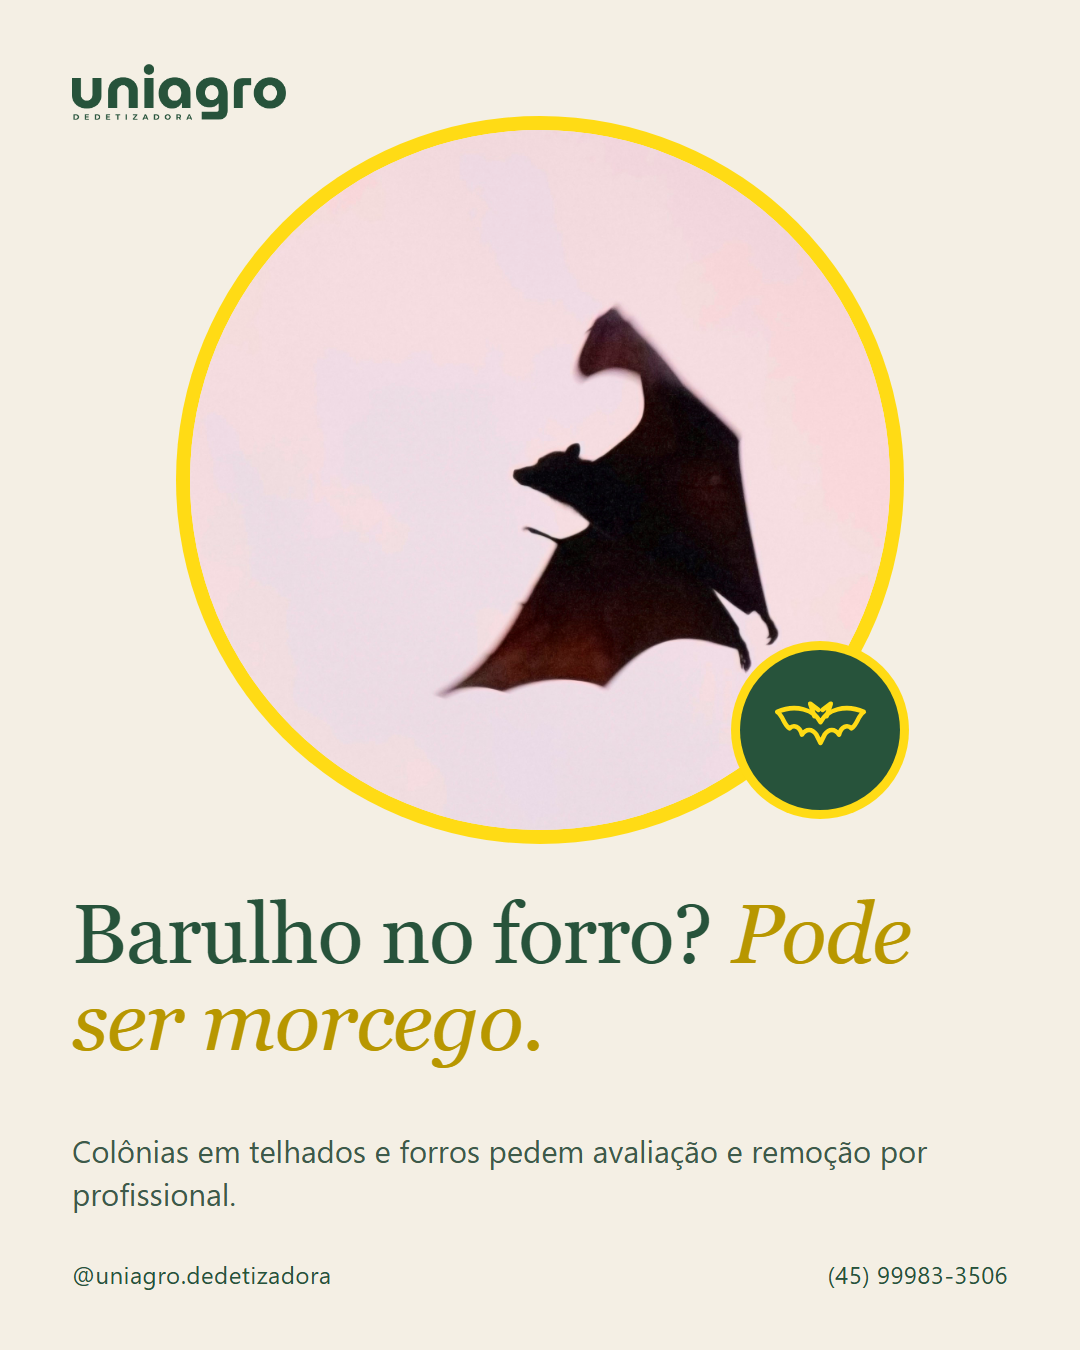 uniagro
DEDETIZADORA
Barulho no forro? Pode
ser morcego.
Colônias em telhados e forros pedem avaliação e remoção por
profissional.
@uniagro.dedetizadora
(45) 99983-3506